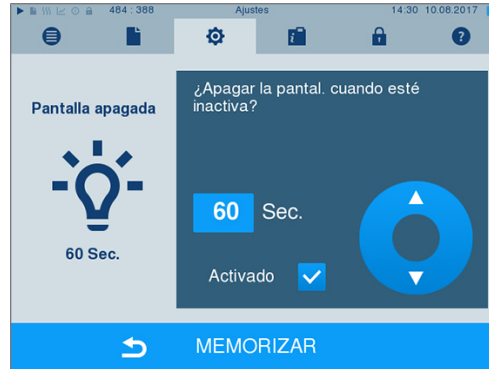 484 : 388 Ajustes 14:30 10.08.2017
Pantalla apagada
60 Sec.
¿Apagar la pantal. cuando esté
inactiva?
60 Sec.
Activado
MEMORIZAR